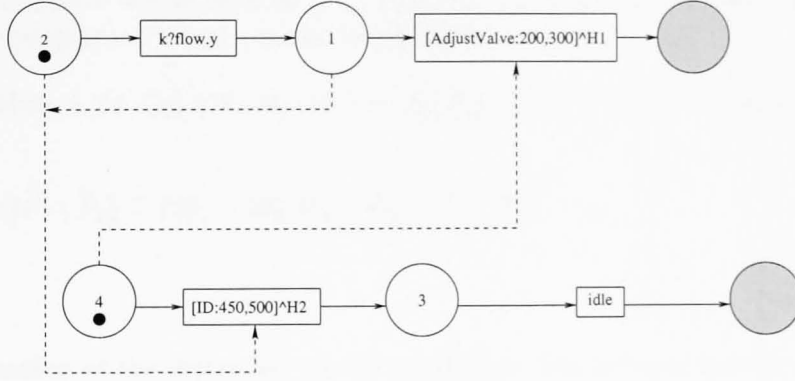 2
k?flow.y
1
[AdjustValve:200,300]^H1
4
[ID:450,500]^H2
3
idle